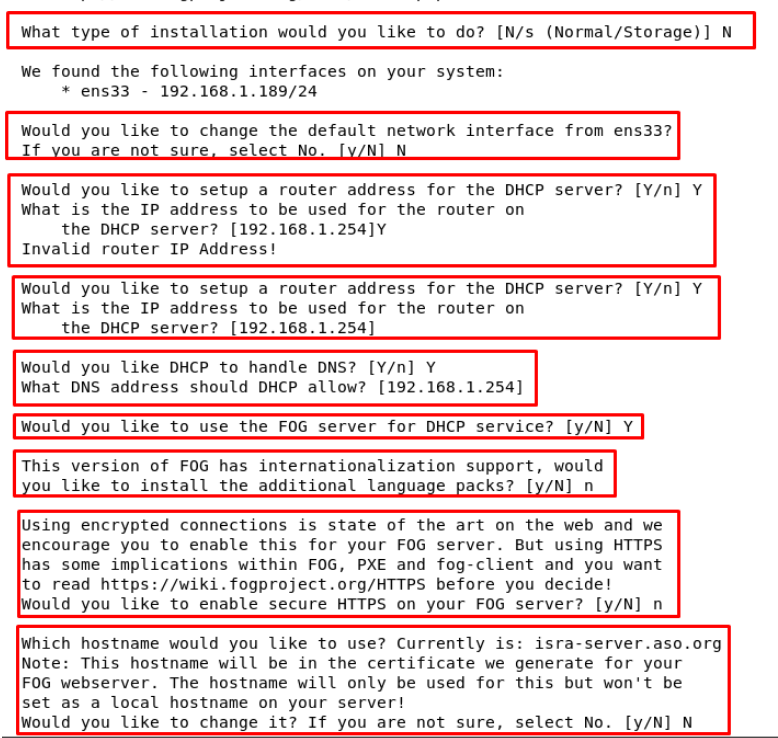 What type of installation would you like to do? [N/s (Normal/Storage)] N
We found the following interfaces on your system:
* ens33 - 192.168.1.189/24
Would you like to change the default network interface from ens33?
If you are not sure, select No. [y/N] N
Would you like to setup a router address for the DHCP server? [Y/n] Y
What is the IP address to be used for the router on
the DHCP server? [192.168.1.254]Y
Invalid router IP Address!
Would you like to setup a router address for the DHCP server? [Y/n] Y
What is the IP address to be used for the router on
the DHCP server? [192.168.1.254]
Would you like DHCP to handle DNS? [Y/n] Y
What DNS address should DHCP allow? [192.168.1.254]
Would you like to use the FOG server for DHCP service? [y/N] Y
This version of FOG has internationalization support, would
you like to install the additional language packs? [y/N] n
Using encrypted connections is state of the art on the web and we
encourage you to enable this for your FOG server. But using HTTPS
has some implications within FOG, PXE and fog-client and you want
to read https://wiki.fogproject.org/HTTPS before you decide!
Would you like to enable secure HTTPS on your FOG server? [y/N] n
Which hostname would you like to use? Currently is: isra-server.aso.org
Note: This hostname will be in the certificate we generate for your
FOG webserver. The hostname will only be used for this but won't be
set as a local hostname on your server!
Would you like to change it? If you are not sure, select No. [y/N] N